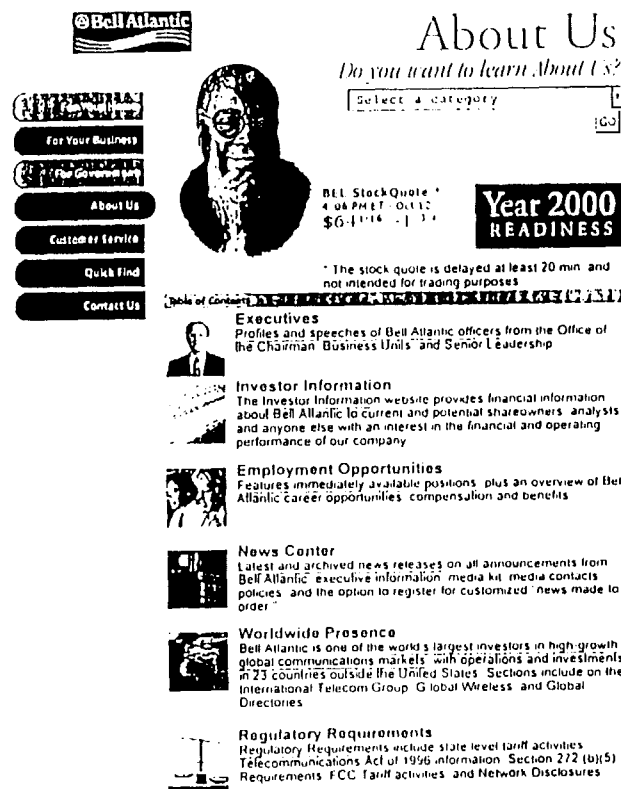 Bell Atlantic
About Us
Do you want to learn About Us?
Select a category
GO
For Your Business
For Government
About Us
Customer Service
Quick Find
Contact Us
BEL StockQuote *
4:06 PM ET - Oct 12
Year 2000
READINESS
* The stock quote is delayed at least 20 min and
not intended for trading purposes
Table of Contents
Executives
Profiles and speeches of Bell Atlantic officers from the Office of
the Chairman Business Units and Senior Leadership
Investor Information
The Investor Information website provides financial information
about Bell Atlantic to current and potential shareowners analysts
and anyone else with an interest in the financial and operating
performance of our company
Employment Opportunities
Features immediately available positions plus an overview of Bel
Atlantic career opportunities compensation and benefits
News Center
Latest and archived news releases on all announcements from
Bell Atlantic executive information media kit media contacts
policies and the option to register for customized "news made to
order "
Worldwide Presence
Bell Atlantic is one of the world s largest investors in high-growth
global communications markets with operations and investments
in 23 countries outside the United States Sections include on the
International Telecom Group Global Wireless and Global
Directories
Regulatory Requirements
Regulatory Requirements include state level tariff activities
Telecommunications Act of 1996 information Section 272 (b)(5)
Requirements FCC Tariff activities and Network Disclosures